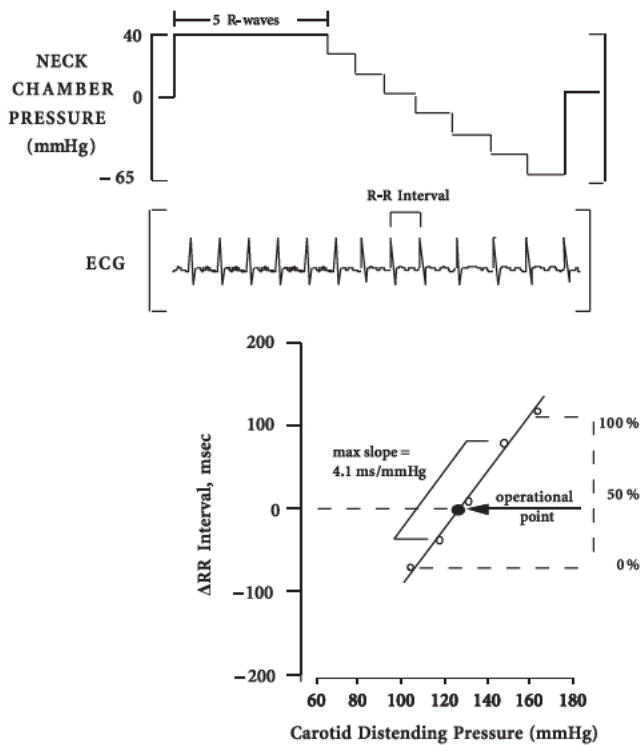 5 R-waves
40
NECK
CHAMBER
PRESSURE
(mmHg)
0
−65
R-R Interval
ECG
200
100
0
−100
−200
ΔRR Interval, msec
max slope =
4.1 ms/mmHg
operational
point
100%
50%
0%
60 80 100 120 140 160 180
Carotid Distending Pressure (mmHg)